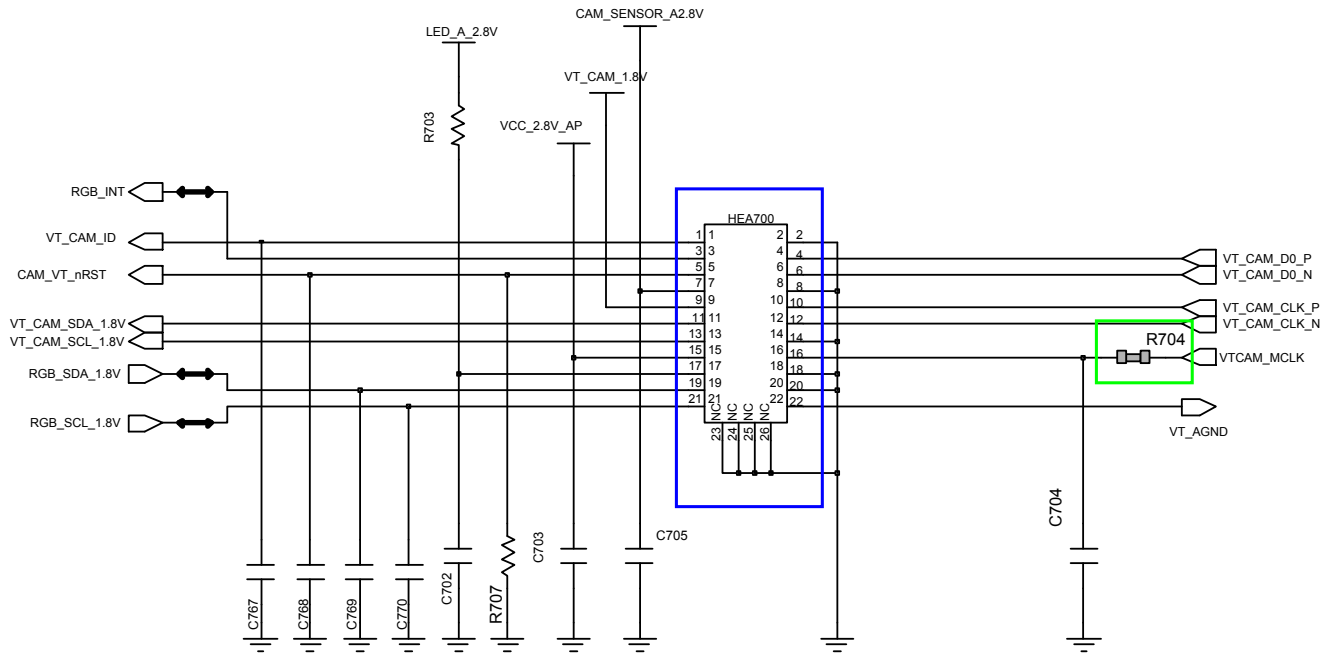 CAM_SENSOR_A2.8V
LED_A_2.8V
VT_CAM_1.8V
R703
VCC_2.8V_AP
RGB_INT
VT_CAM_ID
CAM_VT_nRST
VT_CAM_SDA_1.8V
VT_CAM_SCL_1.8V
RGB_SDA_1.8V
RGB_SCL_1.8V
HEA700
1 1 2 2
3 3 4 4
5 5 6 6
7 7 8 8
9 9 10 10
11 11 12 12
13 13 14 14
15 15 16 16
17 17 18 18
19 19 20 20
21 21 22 22
NC NC NC NC
23 24 25 26
VT_CAM_D0_P
VT_CAM_D0_N
VT_CAM_CLK_P
VT_CAM_CLK_N
R704
VTCAM_MCLK
VT_AGND
C767
C768
C769
C770
C702
R707
C703
C705
C704